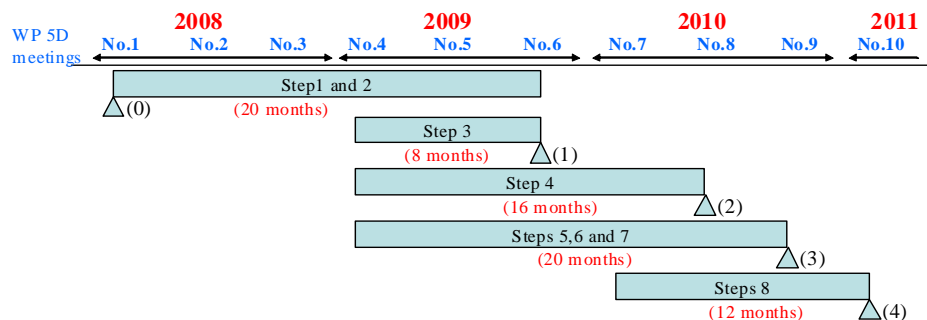 2008 2009 2010 2011
WP 5D No.1 No.2 No.3 No.4 No.5 No.6 No.7 No.8 No.9 No.10
meetings
Step1 and 2
(0) (20 months)
Step 3
(8 months) (1)
Step 4
(16 months) (2)
Steps 5,6 and 7
(20 months) (3)
Steps 8
(12 months) (4)